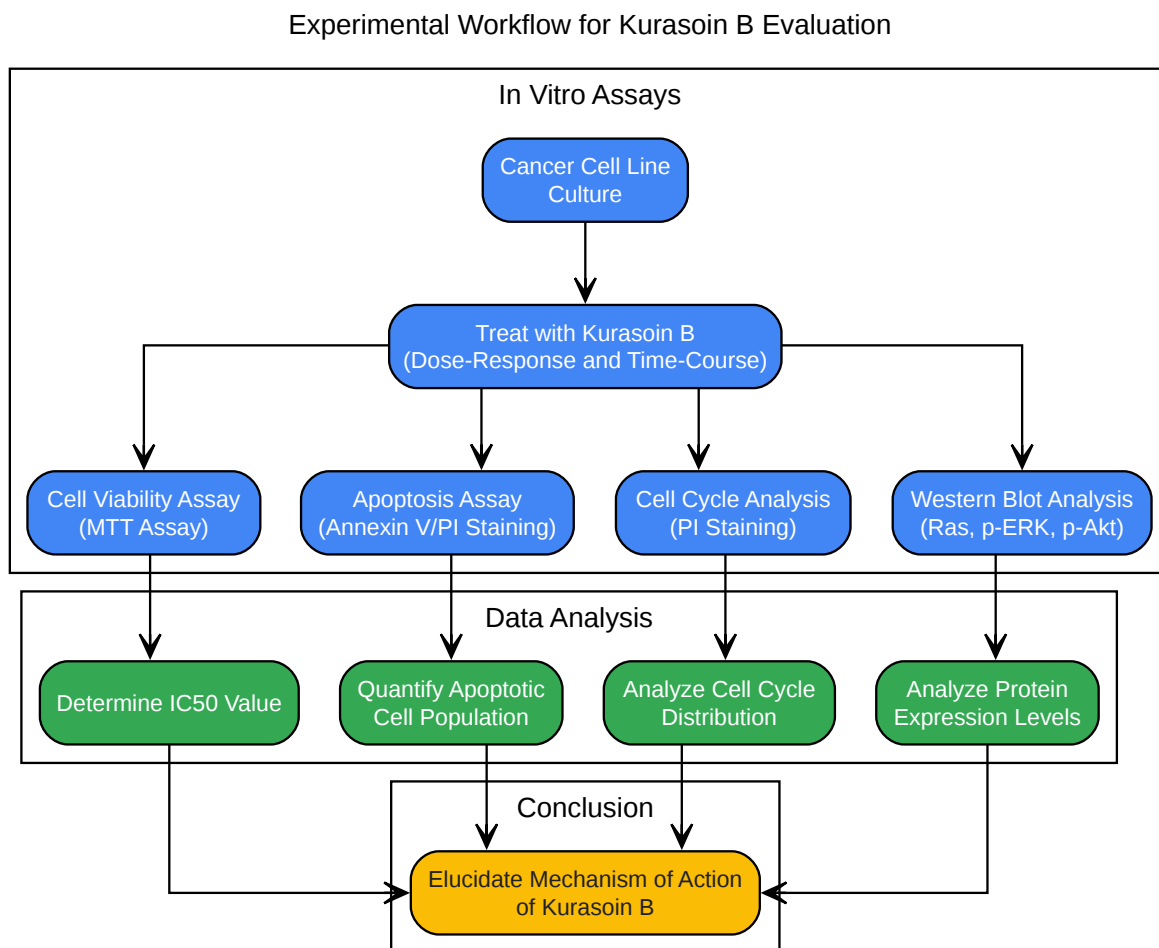 Experimental Workflow for Kurasoin B Evaluation
In Vitro Assays
Cancer Cell Line
Culture
Treat with Kurasoin B
(Dose-Response and Time-Course)
Cell Viability Assay
(MTT Assay)
Apoptosis Assay
(Annexin V/PI Staining)
Cell Cycle Analysis
(PI Staining)
Western Blot Analysis
(Ras, p-ERK, p-Akt)
Data Analysis
Determine IC50 Value
Quantify Apoptotic
Cell Population
Analyze Cell Cycle
Distribution
Analyze Protein
Expression Levels
Conclusion
Elucidate Mechanism of Action
of Kurasoin B